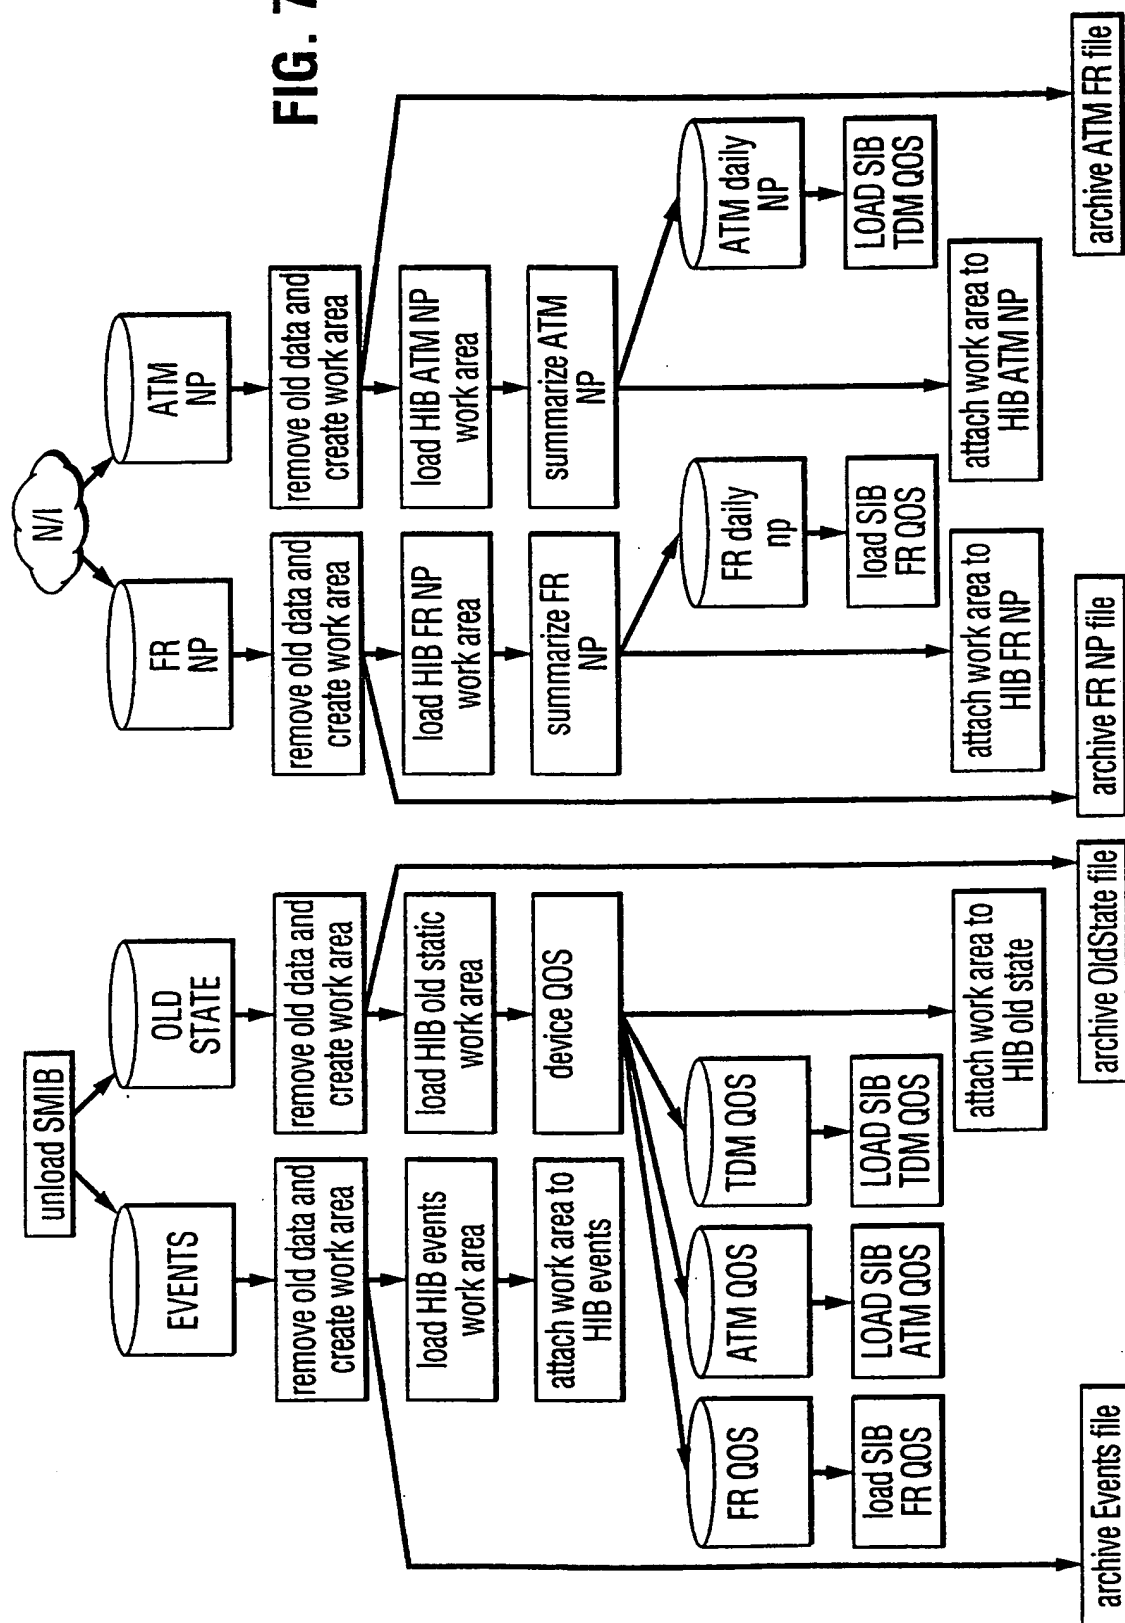 FIG. 7
unload SMIB
EVENTS
OLD
STATE
remove old data and
create work area
remove old data and
create work area
load HIB events
work area
load HIB old static
work area
attach work area to
HIB events
device QOS
FR QOS
ATM QOS
TDM QOS
load SIB
FR QOS
LOAD SIB
ATM QOS
LOAD SIB
TDM QOS
attach work area to
HIB old state
archive Events file
archive OldState file
N/I
FR
NP
ATM
NP
remove old data and
create work area
remove old data and
create work area
load HIB FR NP
work area
load HIB ATM NP
work area
summarize FR
NP
summarize ATM
NP
FR daily
np
ATM daily
NP
load SIB
FR QOS
LOAD SIB
TDM QOS
attach work area to
HIB FR NP
attach work area to
HIB ATM NP
archive FR NP file
archive ATM FR file